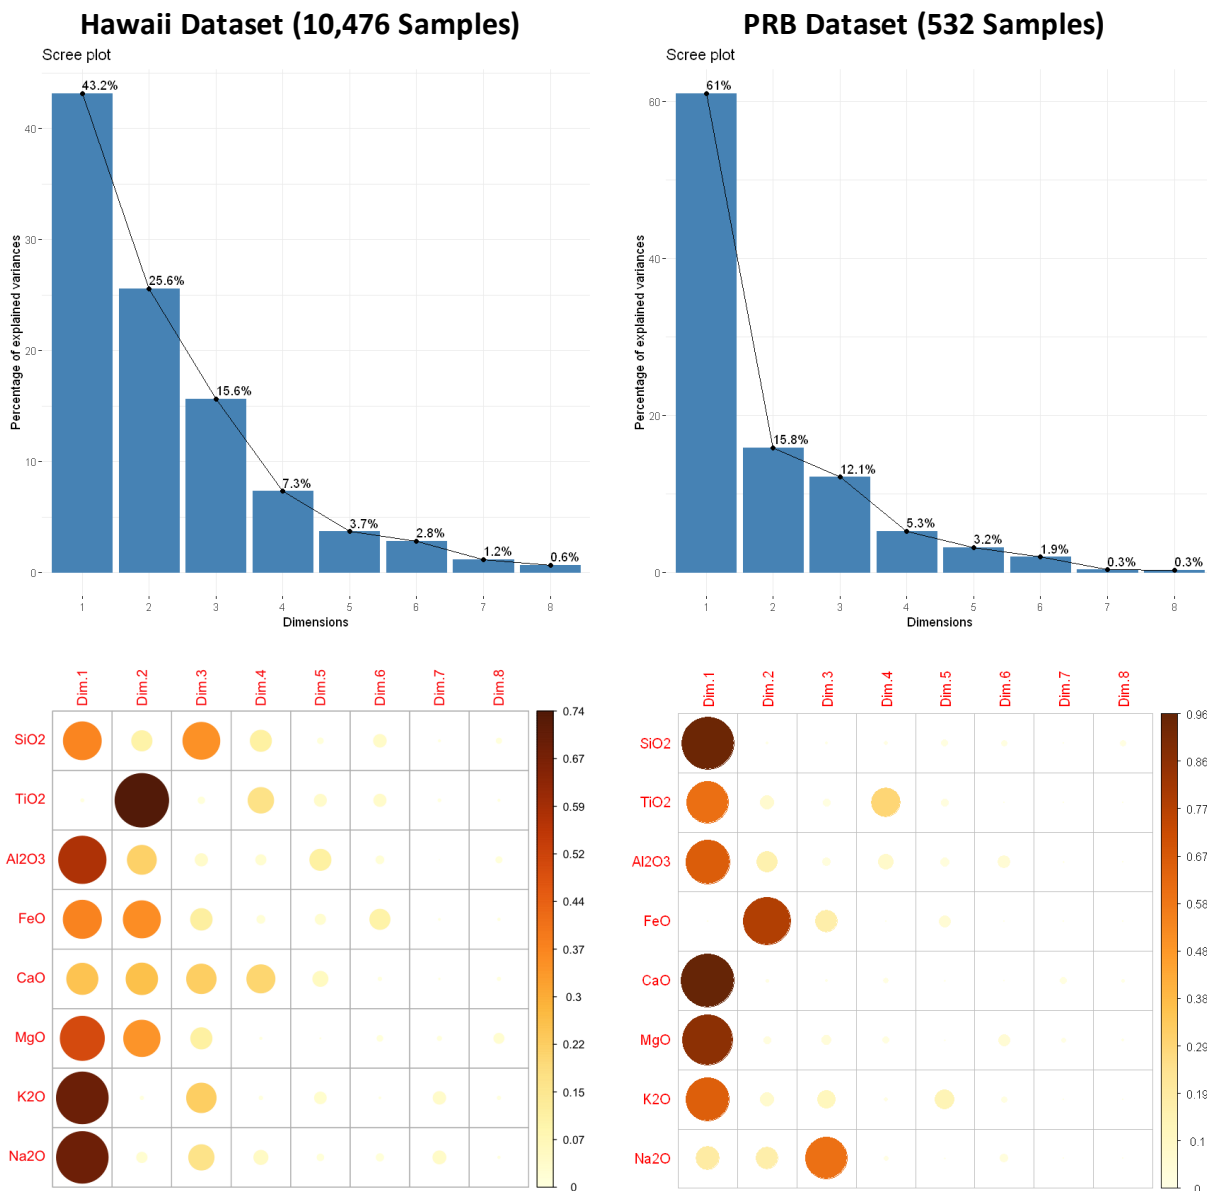 Hawaii Dataset (10,476 Samples)
Scree plot
Percentage of explained variances
40
30
20
10
0
43.2%
25.6%
15.6%
7.3%
3.7%
2.8%
1.2%
0.6%
1 2 3 4 5 6 7 8
Dimensions
PRB Dataset (532 Samples)
Scree plot
Percentage of explained variances
60
40
20
0
61%
15.8%
12.1%
5.3%
3.2%
1.9%
0.3%
0.3%
1 2 3 4 5 6 7 8
Dimensions
Dim.1 Dim.2 Dim.3 Dim.4 Dim.5 Dim.6 Dim.7 Dim.8
SiO2
TiO2
Al2O3
FeO
CaO
MgO
K2O
Na2O
0.74
0.67
0.59
0.52
0.44
0.37
0.3
0.22
0.15
0.07
0
Dim.1 Dim.2 Dim.3 Dim.4 Dim.5 Dim.6 Dim.7 Dim.8
SiO2
TiO2
Al2O3
FeO
CaO
MgO
K2O
Na2O
0.96
0.86
0.77
0.67
0.58
0.48
0.38
0.29
0.19
0.1
0